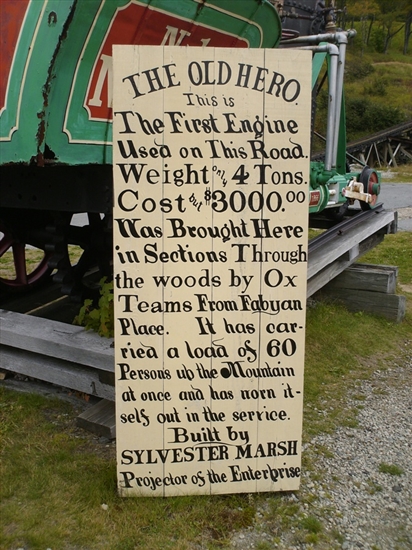 THE OLD HERO.
This is
The First Engine
Used on This Road.
Weight only 4 Tons.
Cost but $3000.00
Was Brought Here
in Sections Through
the woods by Ox
Teams From Fabyan
Place. It has car-
ried a load of 60
Persons up the Mountain
at once and has worn it-
self out in the service.
Built by
SYLVESTER MARSH
Projector of the Enterprise